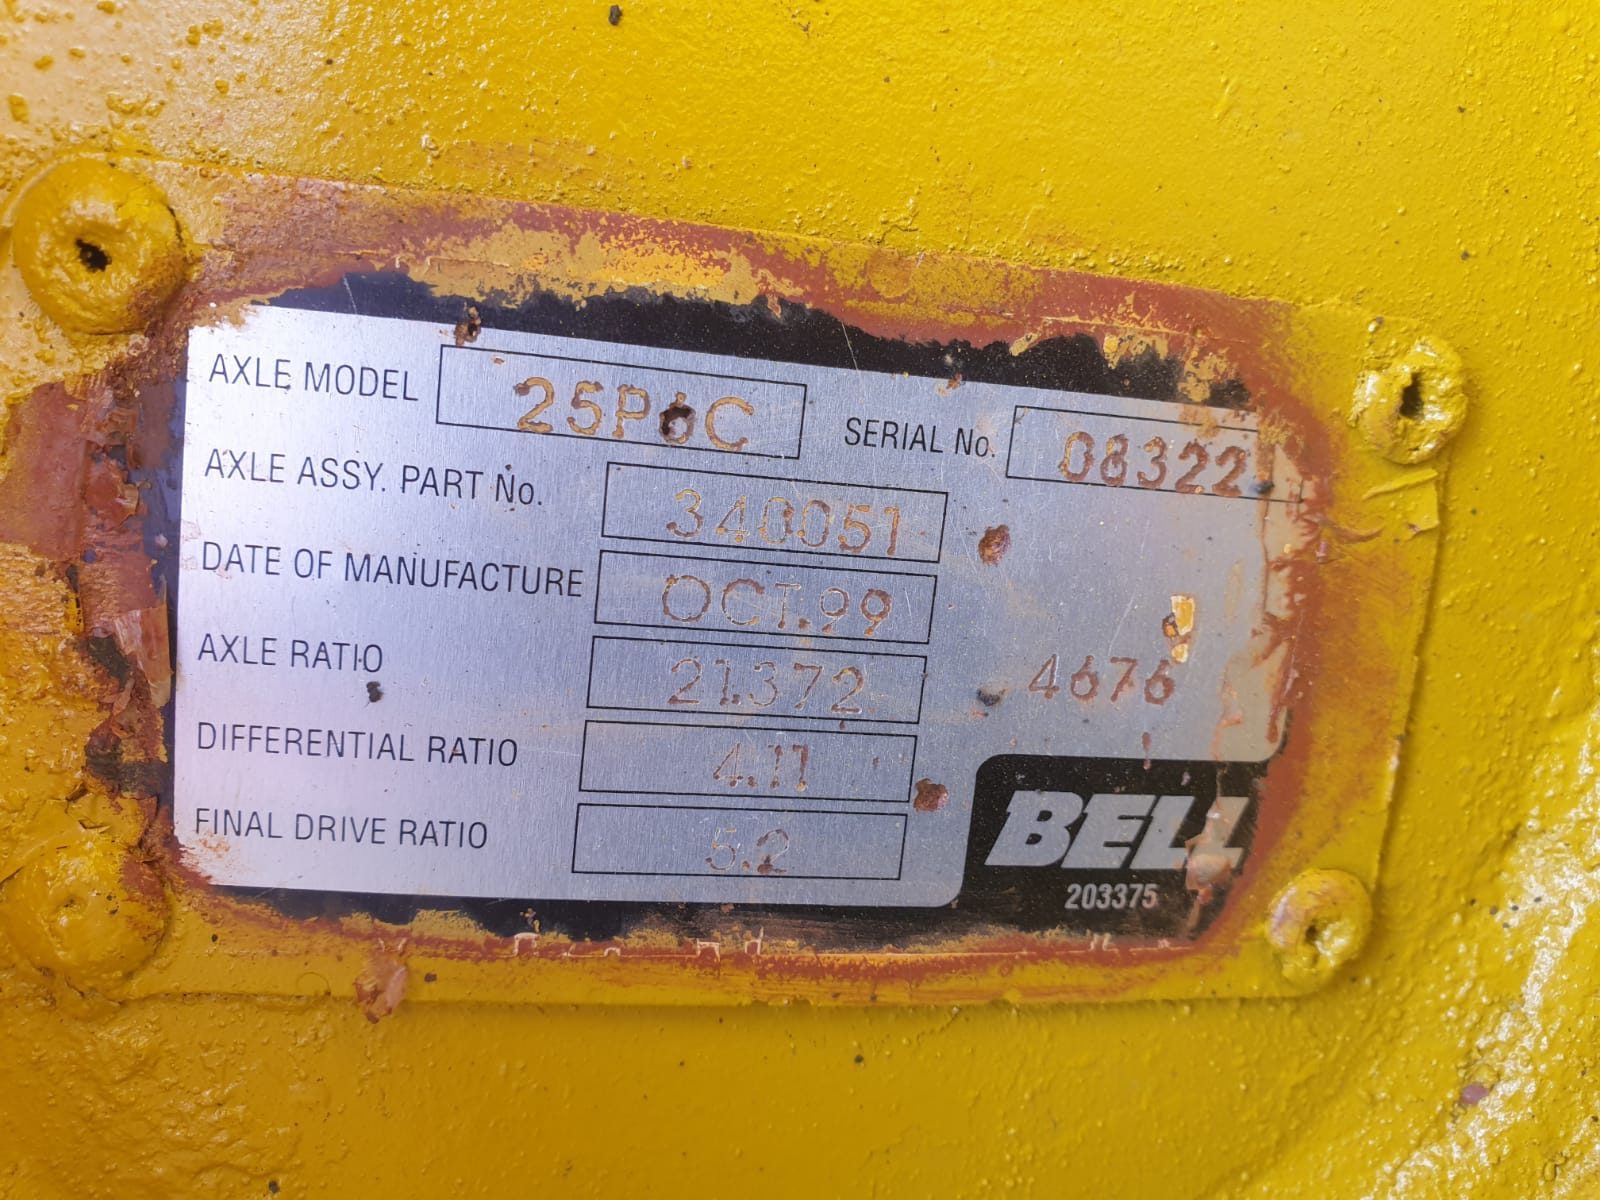 AXLE MODEL 25P6C SERIAL No. 08322
AXLE ASSY. PART No. 340051
DATE OF MANUFACTURE OCT.99
AXLE RATIO 21.372 4676
DIFFERENTIAL RATIO 4.11
FINAL DRIVE RATIO 5.2
BELL
203375